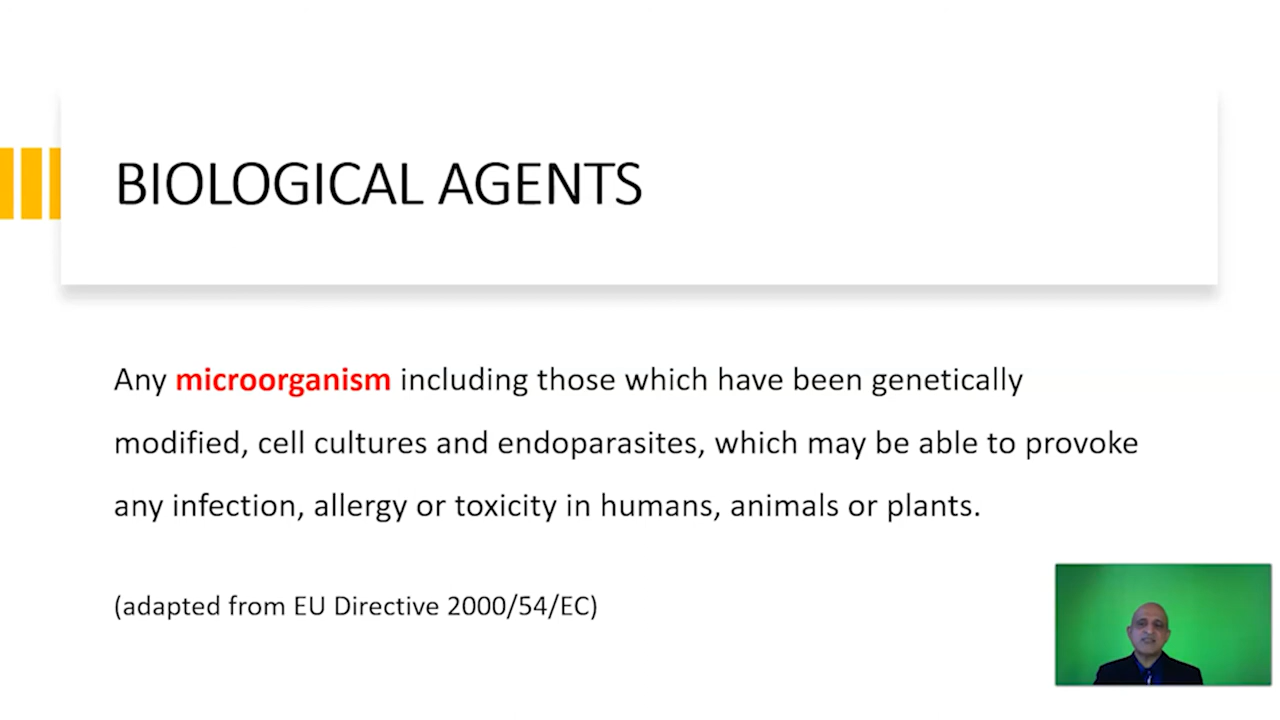 BIOLOGICAL AGENTS
Any microorganism including those which have been genetically
modified, cell cultures and endoparasites, which may be able to provoke
any infection, allergy or toxicity in humans, animals or plants.
(adapted from EU Directive 2000/54/EC)